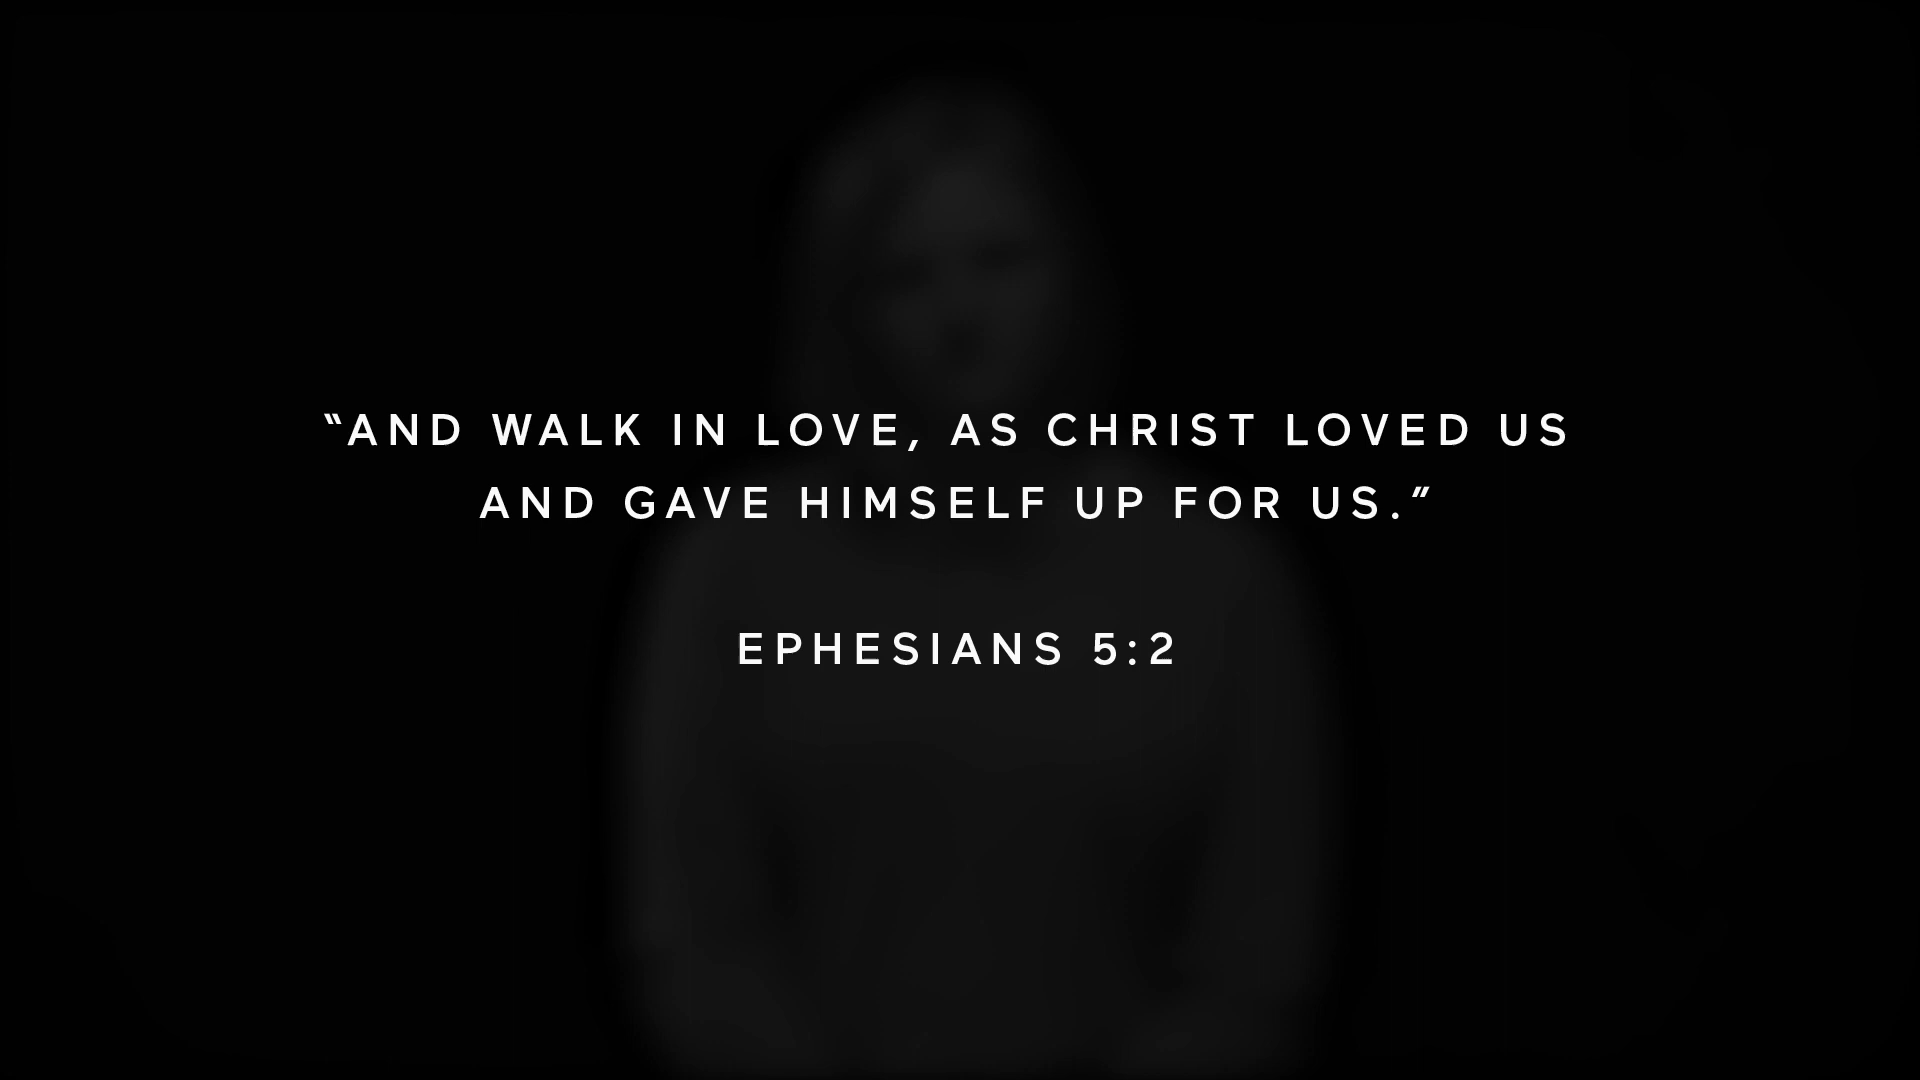 “AND WALK IN LOVE, AS CHRIST LOVED US
AND GAVE HIMSELF UP FOR US.”
EPHESIANS 5:2